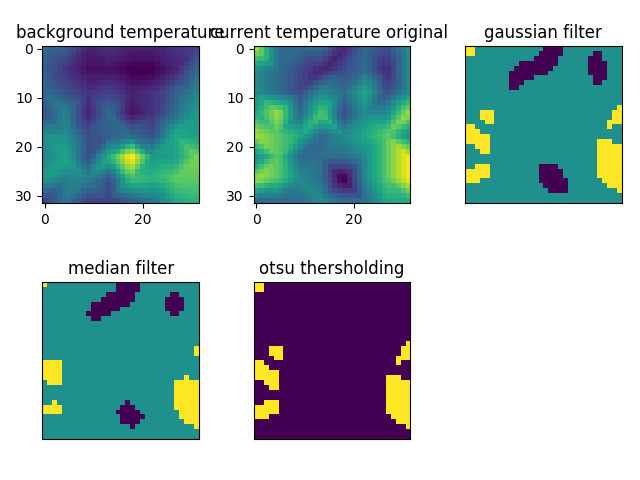 background temperature
current temperature original
gaussian filter
0
10
20
30
0
20
0
10
20
30
0
20
median filter
otsu thersholding